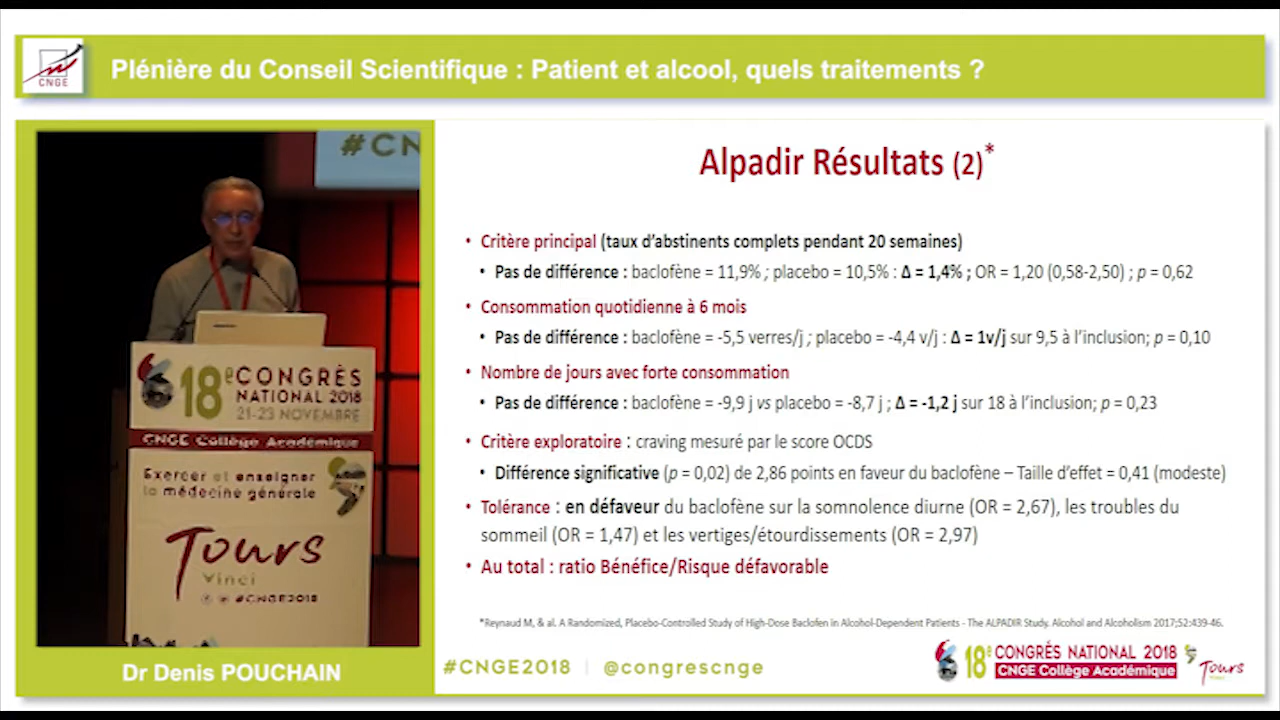 CNGE
Plénière du Conseil Scientifique : Patient et alcool, quels traitements ?
#CN
18e CONGRÈS
NATIONAL 2018
21-23 NOVEMBRE
CNGE Collège Académique
Exercer et enseigner
la médecine générale
Tours
Vinci
#CNGE2018
Dr Denis POUCHAIN
Alpadir Résultats (2)*
• Critère principal (taux d’abstinents complets pendant 20 semaines)
• Pas de différence : baclofène = 11,9% ; placebo = 10,5% : Δ = 1,4% ; OR = 1,20 (0,58-2,50) ; p = 0,62
• Consommation quotidienne à 6 mois
• Pas de différence : baclofène = -5,5 verres/j ; placebo = -4,4 v/j : Δ = 1v/j sur 9,5 à l’inclusion; p = 0,10
• Nombre de jours avec forte consommation
• Pas de différence : baclofène = -9,9 j vs placebo = -8,7 j ; Δ = -1,2 j sur 18 à l’inclusion; p = 0,23
• Critère exploratoire : craving mesuré par le score OCDS
• Différence significative (p = 0,02) de 2,86 points en faveur du baclofène – Taille d’effet = 0,41 (modeste)
• Tolérance : en défaveur du baclofène sur la somnolence diurne (OR = 2,67), les troubles du
sommeil (OR = 1,47) et les vertiges/étourdissements (OR = 2,97)
• Au total : ratio Bénéfice/Risque défavorable
*Reynaud M, & al. A Randomized, Placebo-Controlled Study of High-Dose Baclofen in Alcohol-Dependent Patients - The ALPADIR Study. Alcohol and Alcoholism 2017;52:439-46.
#CNGE2018 | @congrescnge
18e CONGRÈS NATIONAL 2018
CNGE Collège Académique
Tours
Vinci